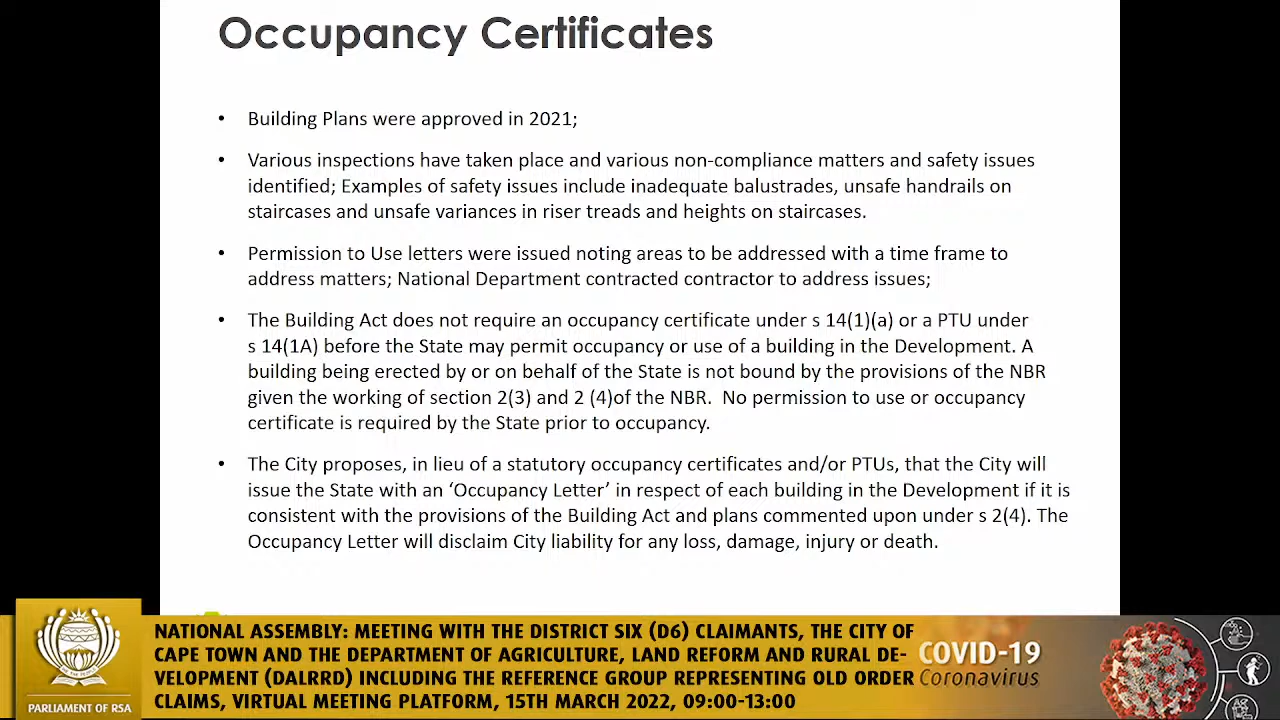 Occupancy Certificates
• Building Plans were approved in 2021;
• Various inspections have taken place and various non-compliance matters and safety issues
identified; Examples of safety issues include inadequate balustrades, unsafe handrails on
staircases and unsafe variances in riser treads and heights on staircases.
• Permission to Use letters were issued noting areas to be addressed with a time frame to
address matters; National Department contracted contractor to address issues;
• The Building Act does not require an occupancy certificate under s 14(1)(a) or a PTU under
s 14(1A) before the State may permit occupancy or use of a building in the Development. A
building being erected by or on behalf of the State is not bound by the provisions of the NBR
given the working of section 2(3) and 2 (4)of the NBR.  No permission to use or occupancy
certificate is required by the State prior to occupancy.
• The City proposes, in lieu of a statutory occupancy certificates and/or PTUs, that the City will
issue the State with an ‘Occupancy Letter’ in respect of each building in the Development if it is
consistent with the provisions of the Building Act and plans commented upon under s 2(4). The
Occupancy Letter will disclaim City liability for any loss, damage, injury or death.
NATIONAL ASSEMBLY: MEETING WITH THE DISTRICT SIX (D6) CLAIMANTS, THE CITY OF
CAPE TOWN AND THE DEPARTMENT OF AGRICULTURE, LAND REFORM AND RURAL DE-
VELOPMENT (DALRRD) INCLUDING THE REFERENCE GROUP REPRESENTING OLD ORDER
CLAIMS, VIRTUAL MEETING PLATFORM, 15TH MARCH 2022, 09:00-13:00
PARLIAMENT OF RSA
COVID-19
Coronavirus